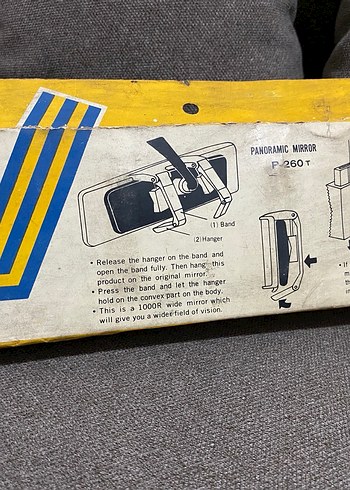 PANORAMIC MIRROR
P-260 T
(1) Band
(2) Hanger
• Release the hanger on the band and
open the band fully. Then hang this
product on the original mirror.
• Press the band and let the hanger
hold on the convex part on the body.
• This is a 1000R wide mirror which
will give you a wider field of vision.
• If